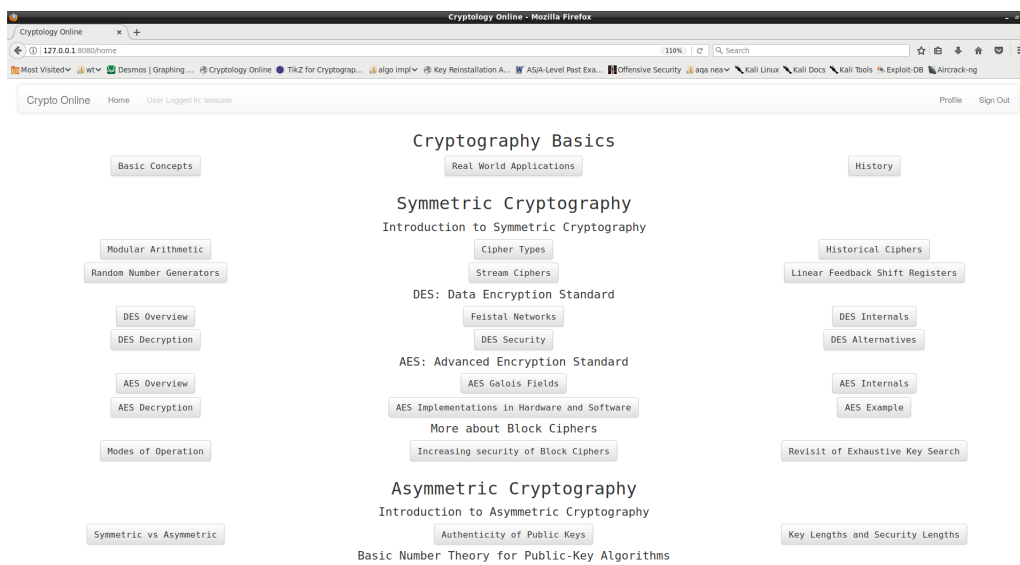 Cryptology Online - Mozilla Firefox
Cryptology Online × +
127.0.0.1:8080/home 110% Search
Most Visited wt Desmos | Graphing ... Cryptology Online TikZ for Cryptograp... algo impl Key Reinstallation A... AS/A-Level Past Exa... Offensive Security aqa nea Kali Linux Kali Docs Kali Tools Exploit-DB Aircrack-ng
Crypto Online Home User Logged In: testuser Profile Sign Out
Cryptography Basics
Basic Concepts Real World Applications History
Symmetric Cryptography
Introduction to Symmetric Cryptography
Modular Arithmetic Cipher Types Historical Ciphers
Random Number Generators Stream Ciphers Linear Feedback Shift Registers
DES: Data Encryption Standard
DES Overview Feistal Networks DES Internals
DES Decryption DES Security DES Alternatives
AES: Advanced Encryption Standard
AES Overview AES Galois Fields AES Internals
AES Decryption AES Implementations in Hardware and Software AES Example
More about Block Ciphers
Modes of Operation Increasing security of Block Ciphers Revisit of Exhaustive Key Search
Asymmetric Cryptography
Introduction to Asymmetric Cryptography
Symmetric vs Asymmetric Authenticity of Public Keys Key Lengths and Security Lengths
Basic Number Theory for Public-Key Algorithms